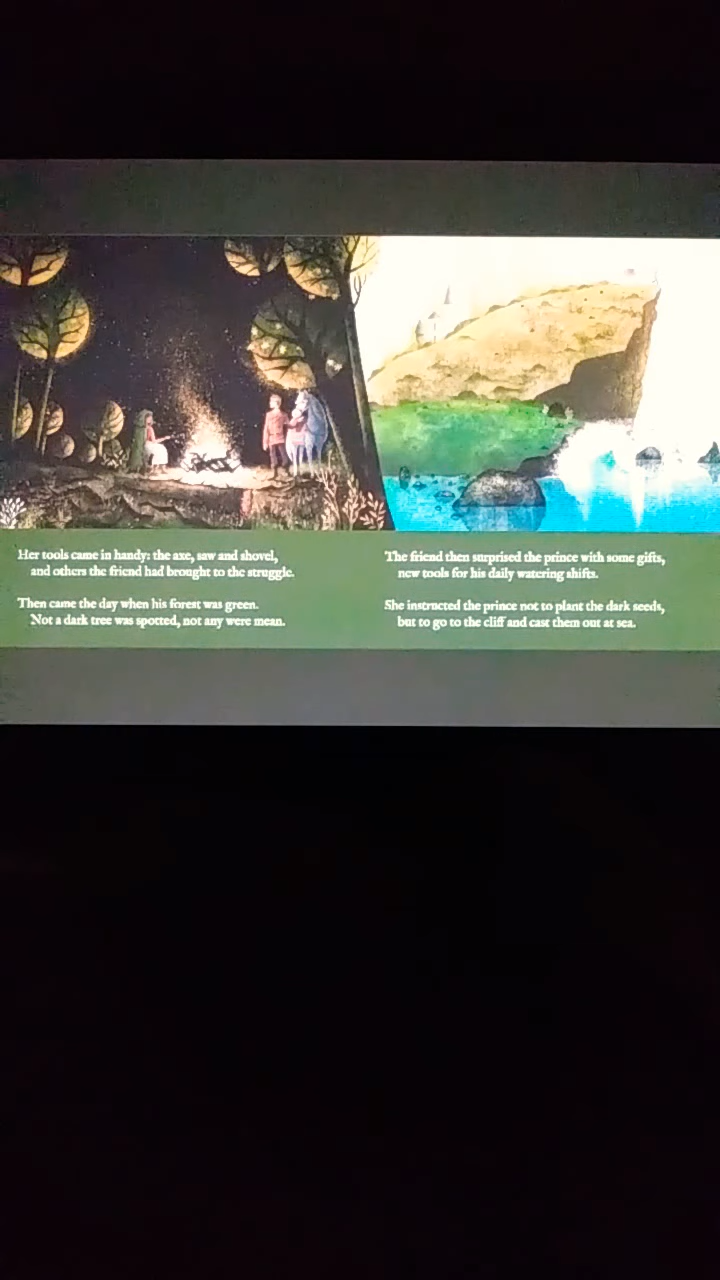 Her tools came in handy: the axe, saw and shovel,
and others the friend had brought to the struggle.
Then came the day when his forest was green.
Not a dark tree was spotted, not any were mean.
The friend then surprised the prince with some gifts,
new tools for his daily watering shifts.
She instructed the prince not to plant the dark seeds,
but to go to the cliff and cast them out at sea.